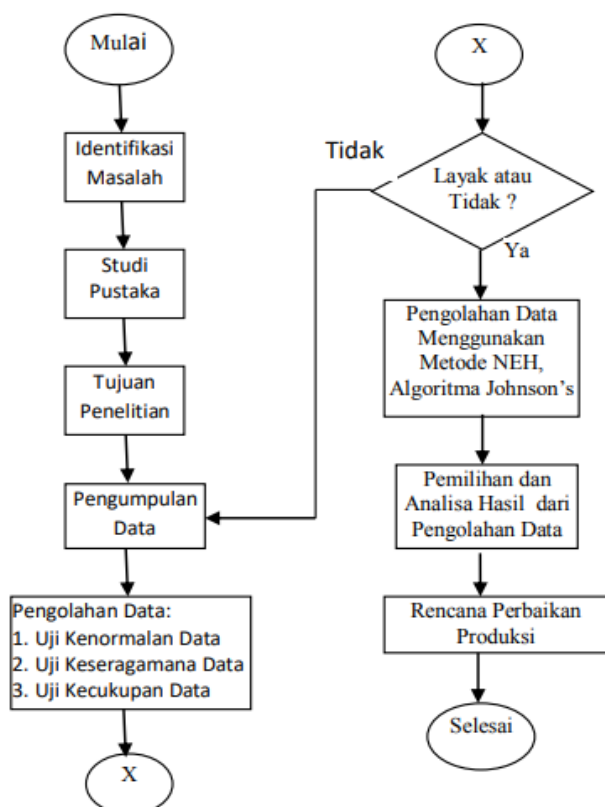 Mulai
Identifikasi
Masalah
Studi
Pustaka
Tujuan
Penelitian
Pengumpulan
Data
Pengolahan Data:
1. Uji Kenormalan Data
2. Uji Keseragamana Data
3. Uji Kecukupan Data
X
X
Tidak
Layak atau
Tidak ?
Ya
Pengolahan Data
Menggunakan
Metode NEH,
Algoritma Johnson’s
Pemilihan dan
Analisa Hasil dari
Pengolahan Data
Rencana Perbaikan
Produksi
Selesai